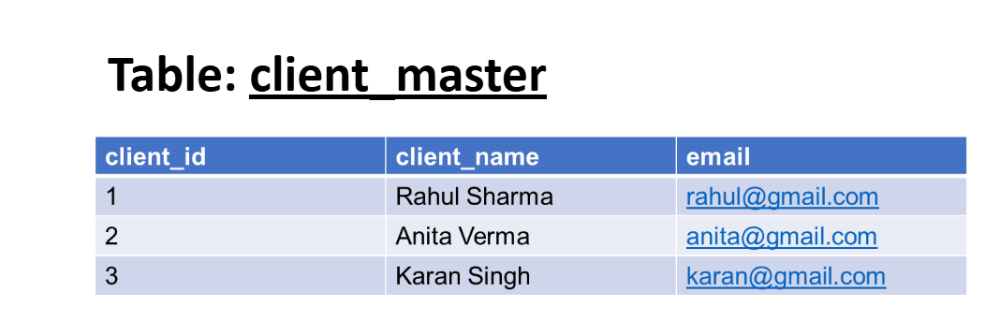 Table: client_master
client_id client_name email
1 Rahul Sharma rahul@gmail.com
2 Anita Verma anita@gmail.com
3 Karan Singh karan@gmail.com